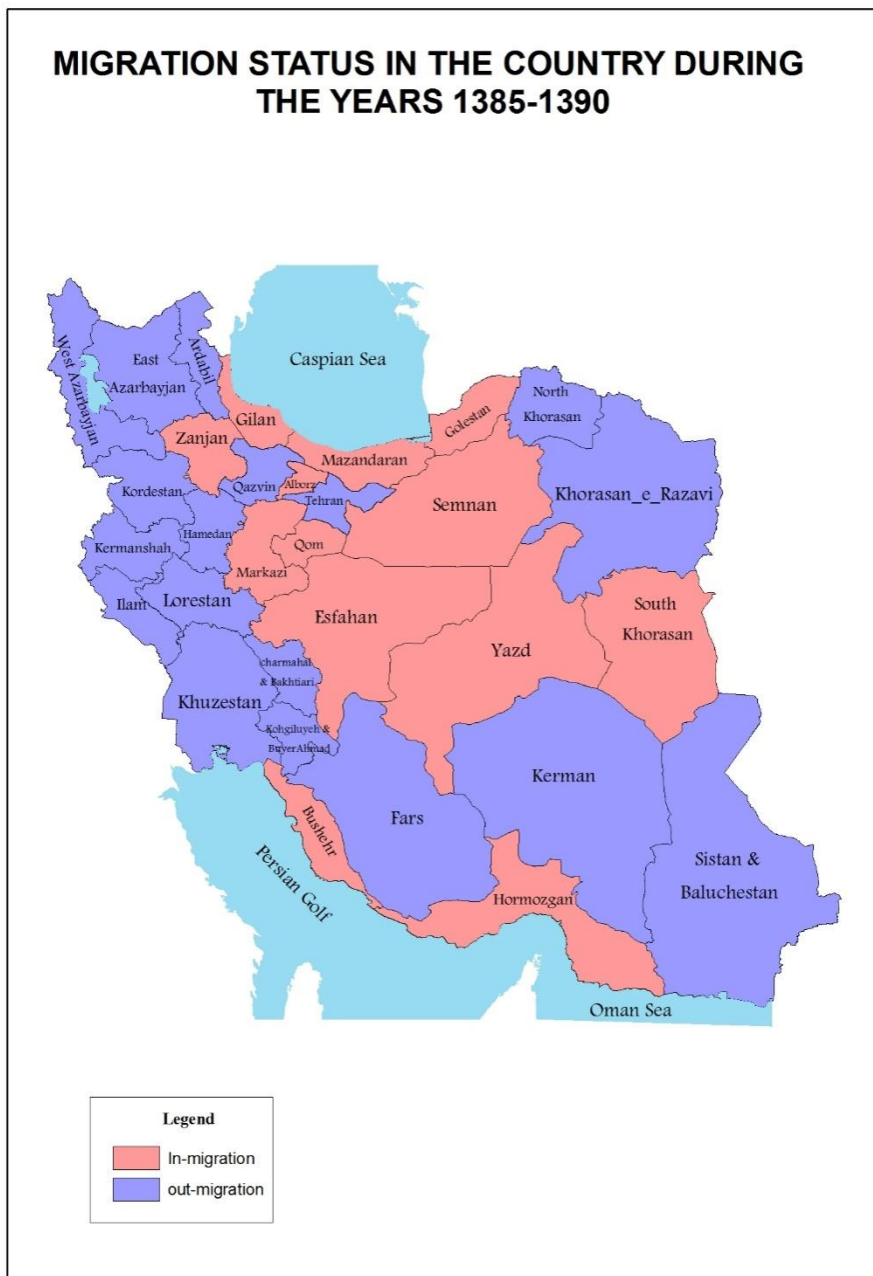 MIGRATION STATUS IN THE COUNTRY DURING
THE YEARS 1385-1390
Caspian Sea
West Azarbayjan
East
Azarbayjan
Ardabil
Gilan
Zanjan
Mazandaran
Golestan
North
Khorasan
Kordestan
Qazvin
Alborz
Tehran
Semnan
Khorasan_e_Razavi
Hamedan
Kermanshah
Qom
Markazi
Ilam
Lorestan
Esfahan
South
Khorasan
Yazd
charmahal
& Bakhtiari
Khuzestan
Kohgiluyeh &
BuyerAhmad
Kerman
Fars
Bushehr
Sistan &
Baluchestan
Persian Golf
Hormozgan
Oman Sea
Legend
In-migration
out-migration